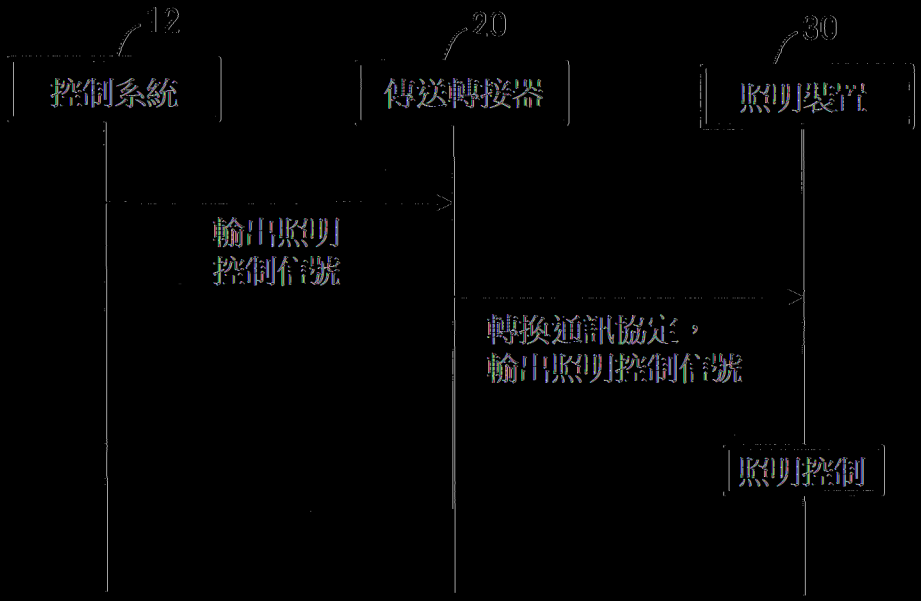 12
20
30
控制系統
傳送轉接器
照明裝置
輸出照明
控制信號
轉換通訊協定，
輸出照明控制信號
照明控制